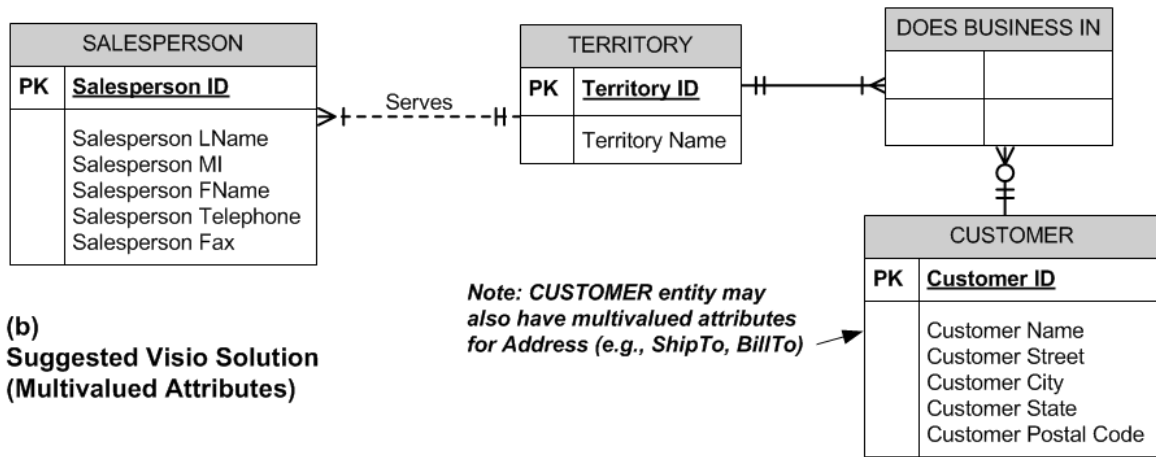 SALESPERSON
PK Salesperson ID
Salesperson LName
Salesperson MI
Salesperson FName
Salesperson Telephone
Salesperson Fax
Serves
TERRITORY
PK Territory ID
Territory Name
DOES BUSINESS IN
CUSTOMER
PK Customer ID
Customer Name
Customer Street
Customer City
Customer State
Customer Postal Code
Note: CUSTOMER entity may
also have multivalued attributes
for Address (e.g., ShipTo, BillTo)
(b)
Suggested Visio Solution
(Multivalued Attributes)